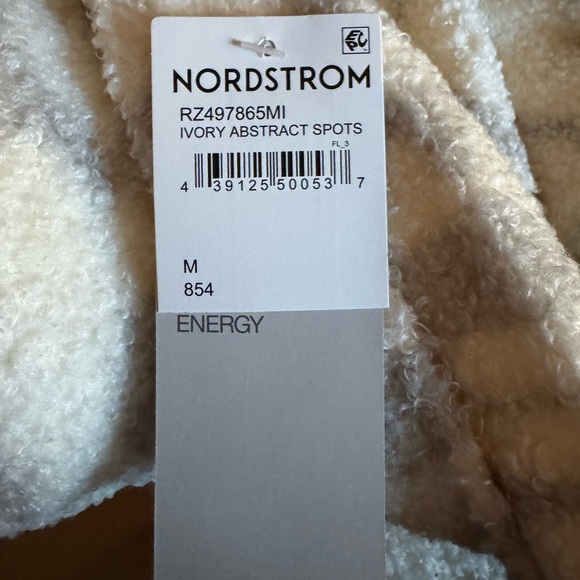 NORDSTROM
RZ497865MI
IVORY ABSTRACT SPOTS
FL_3
4 39125 50053 7
M
854
ENERGY